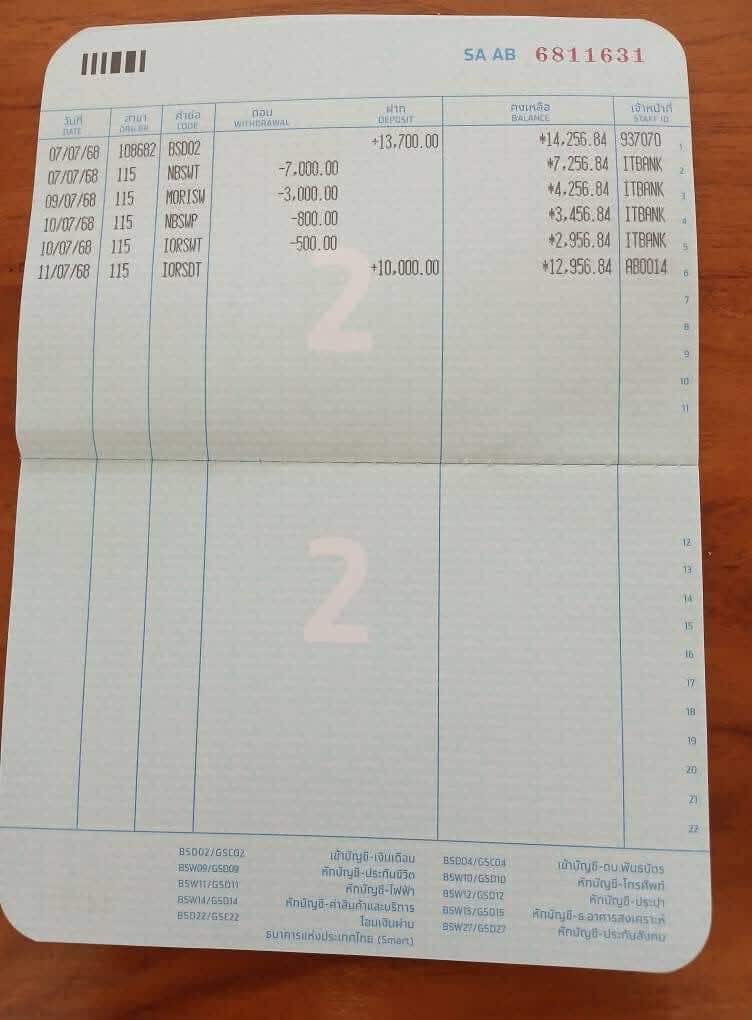 SA AB 6811631
วันที่ สาขา คำย่อ ถอน ฝาก คงเหลือ เจ้าหน้าที่
DATE ORG.BR CODE WITHDRAWAL DEPOSIT BALANCE STAFF ID
07/07/68 108682 BSD02 +13,700.00 *14,256.84 937070 1
07/07/68 115 NBSWT -7,000.00 *7,256.84 ITBANK 2
09/07/68 115 MORISW -3,000.00 *4,256.84 ITBANK 3
10/07/68 115 NBSWP -800.00 *3,456.84 ITBANK 4
10/07/68 115 IORSWT -500.00 *2,956.84 ITBANK 5
11/07/68 115 IORSDT +10,000.00 *12,956.84 AB0014 6
2
7
8
9
10
11
2
12
13
14
15
16
17
18
19
20
21
22
BSD02/GSC02 เข้าบัญชี-เงินเดือน BSD04/GSC04 เข้าบัญชี-ดบ.พันธบัตร
BSW09/GSD09 หักบัญชี-ประกันชีวิต BSW10/GSD10 หักบัญชี-โทรศัพท์
BSW11/GSD11 หักบัญชี-ไฟฟ้า BSW12/GSD12 หักบัญชี-ประปา
BSW14/GSD14 หักบัญชี-ค่าสินค้าและบริการ BSW15/GSD15 หักบัญชี-ธ.อาคารสงเคราะห์
BSD22/GSC22 โอนเงินผ่าน BSW27/GSD27 หักบัญชี-ประกันสังคม
ธนาคารแห่งประเทศไทย (Smart)